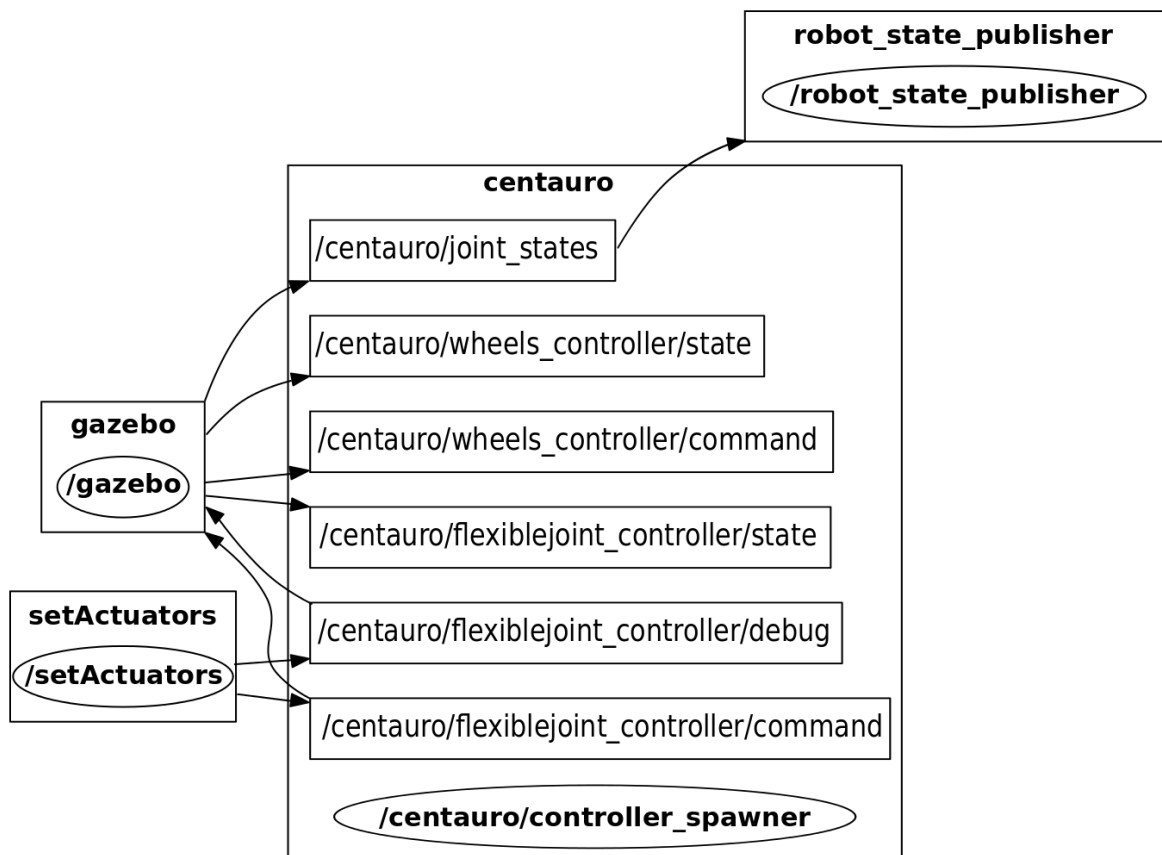 robot_state_publisher
/robot_state_publisher
centauro
/centauro/joint_states
/centauro/wheels_controller/state
/centauro/wheels_controller/command
/centauro/flexiblejoint_controller/state
/centauro/flexiblejoint_controller/debug
/centauro/flexiblejoint_controller/command
/centauro/controller_spawner
gazebo
/gazebo
setActuators
/setActuators